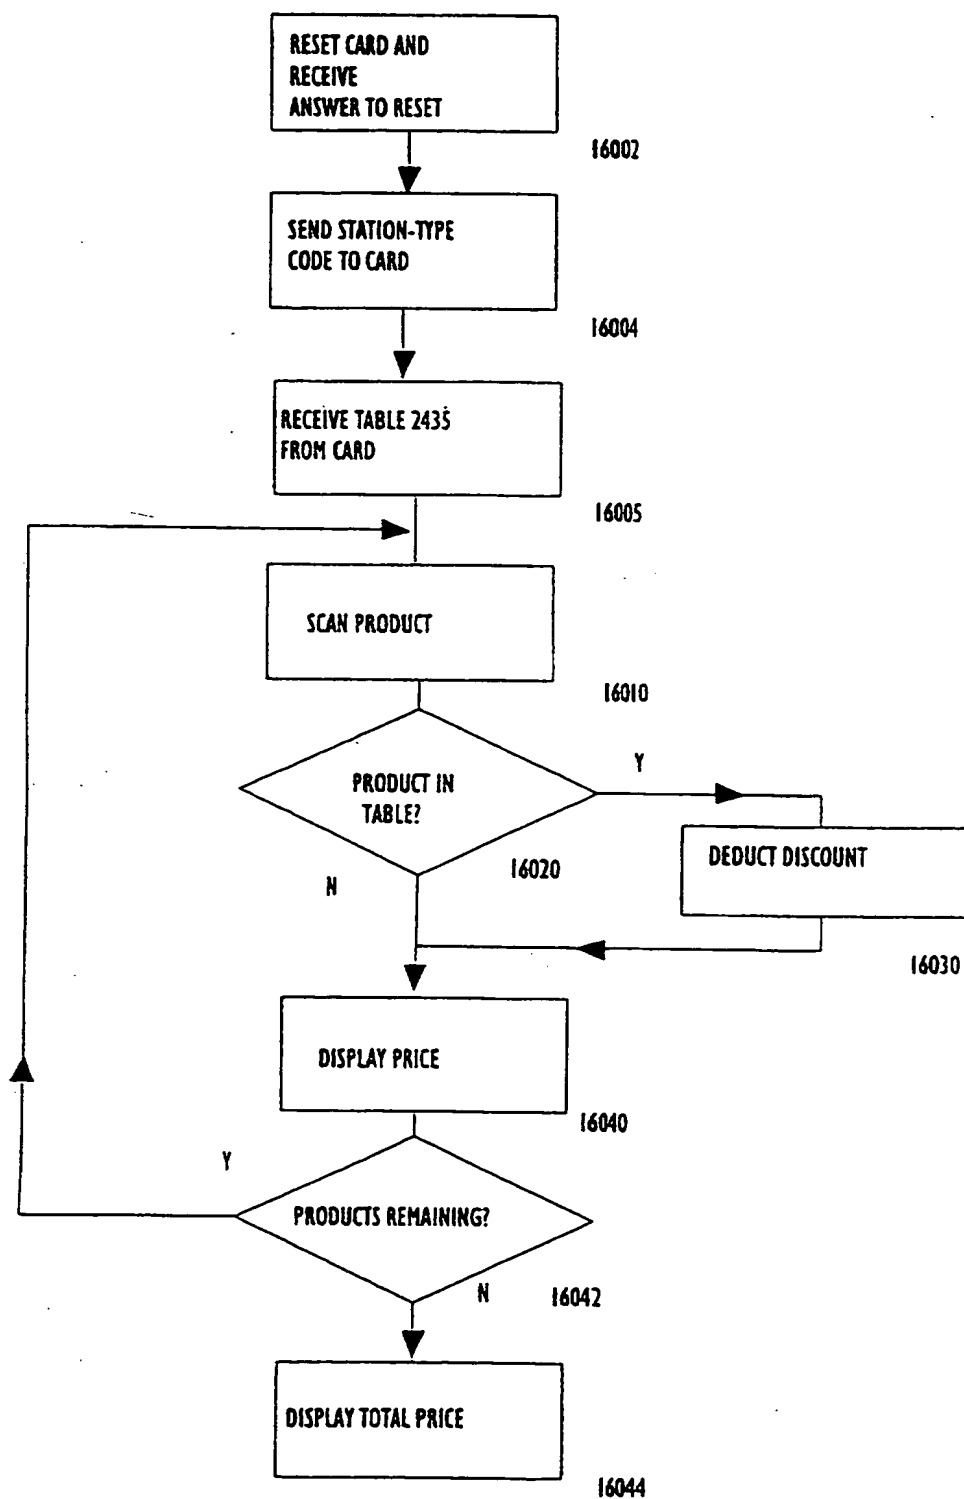 RESET CARD AND
RECEIVE
ANSWER TO RESET
16002
SEND STATION-TYPE
CODE TO CARD
16004
RECEIVE TABLE 2435
FROM CARD
16005
SCAN PRODUCT
16010
PRODUCT IN
TABLE?
Y
16020
N
DEDUCT DISCOUNT
16030
DISPLAY PRICE
16040
Y
PRODUCTS REMAINING?
N
16042
DISPLAY TOTAL PRICE
16044